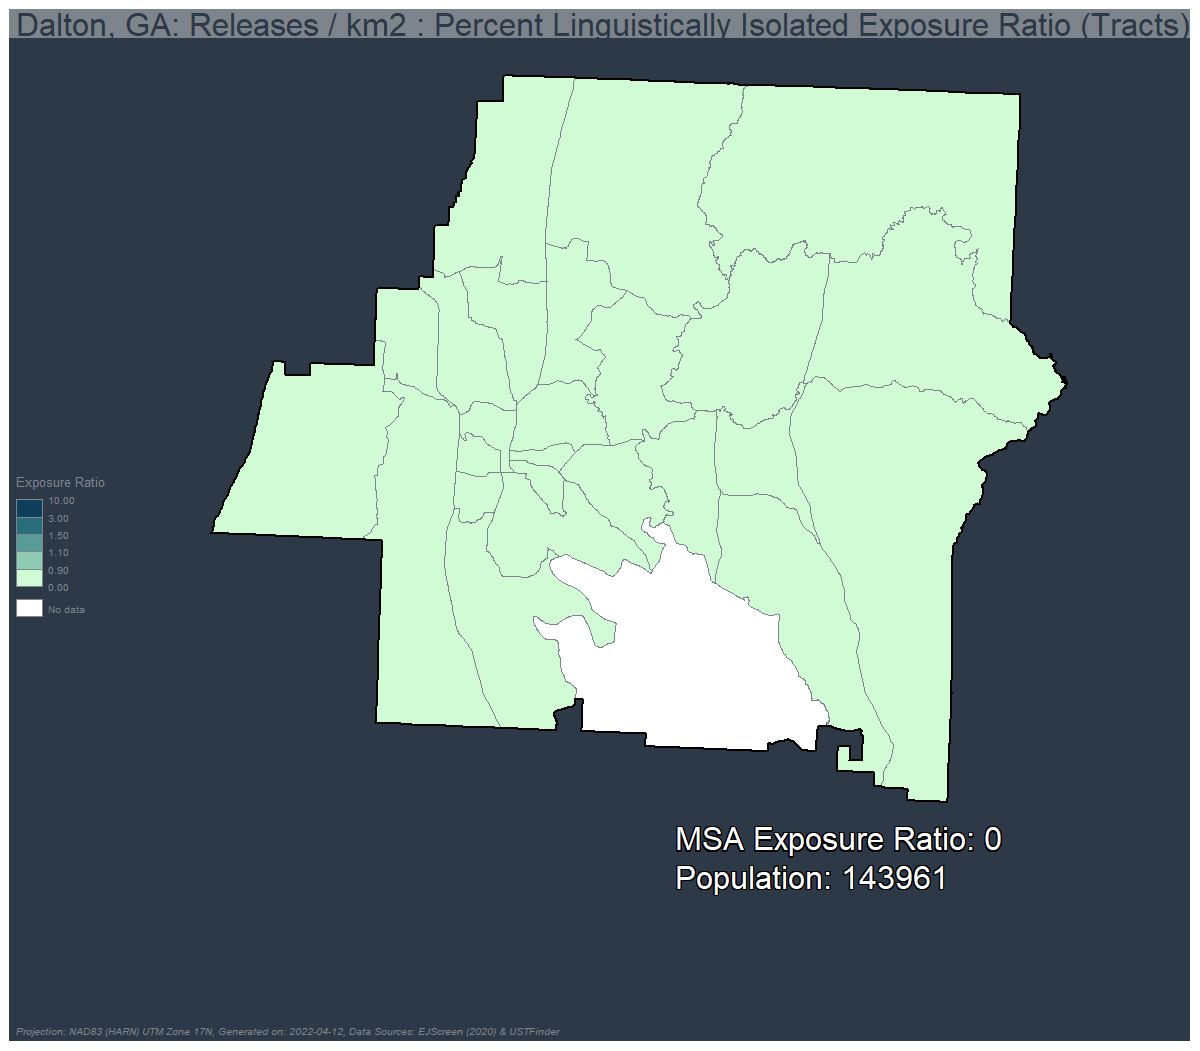 Dalton, GA: Releases / km2 : Percent Linguistically Isolated Exposure Ratio (Tracts)
Exposure Ratio
10.00
3.00
1.50
1.10
0.90
0.00
No data
MSA Exposure Ratio: 0
Population: 143961
Projection: NAD83 (HARN) UTM Zone 17N, Generated on: 2022-04-12, Data Sources: EJScreen (2020) & USTFinder